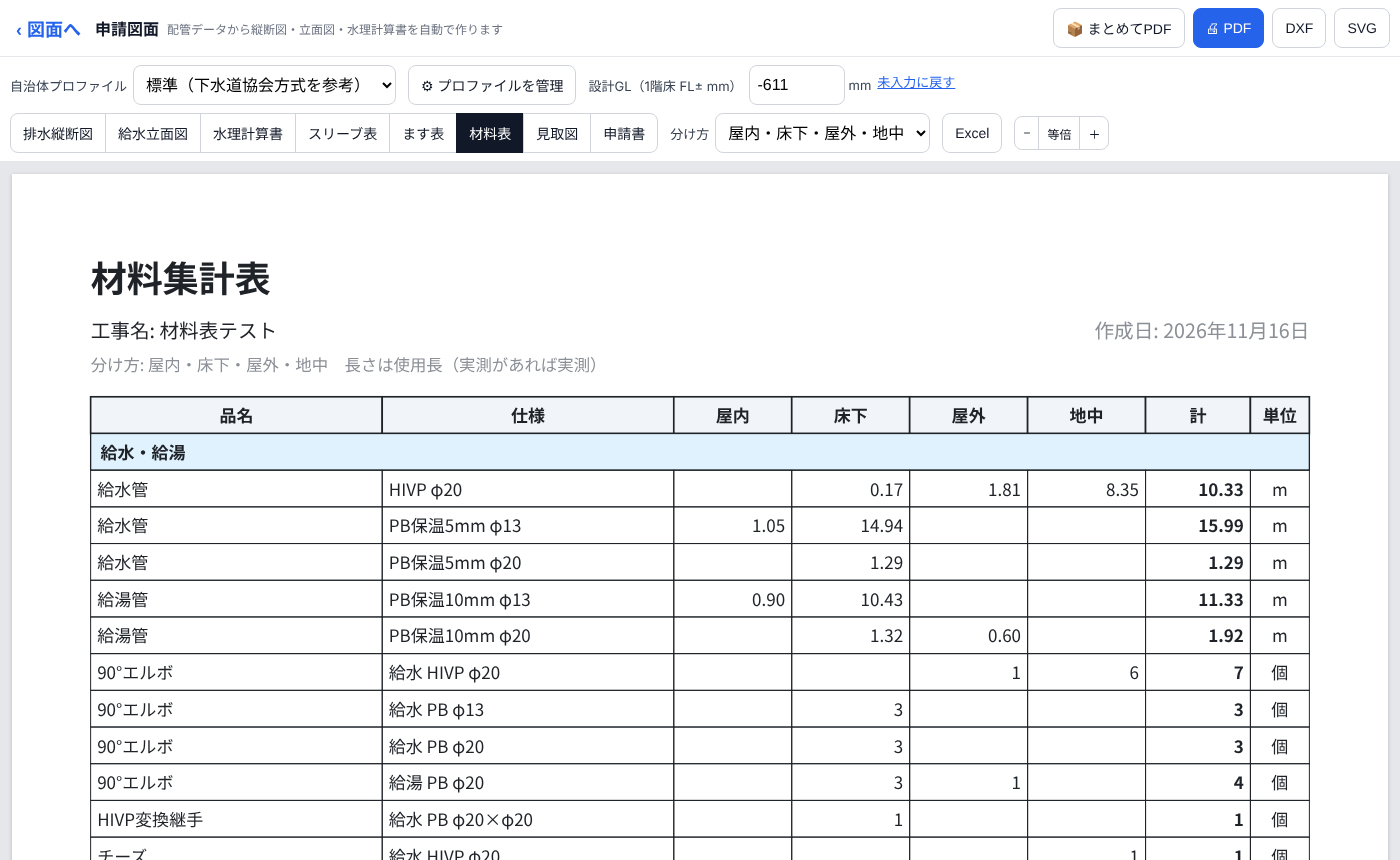 ‹ 図面へ 申請図面 配管データから縦断図・立面図・水理計算書を自動で作ります 📦 まとめてPDF 🖨 PDF DXF SVG
自治体プロファイル 標準（下水道協会方式を参考） ⚙ プロファイルを管理 設計GL（1階床 FL± mm） -611 mm 未入力に戻す
排水縦断図 給水立面図 水理計算書 スリーブ表 ます表 材料表 見取図 申請書 分け方 屋内・床下・屋外・地中 Excel − 等倍 ＋
材料集計表
工事名: 材料表テスト 作成日: 2026年11月16日
分け方: 屋内・床下・屋外・地中 長さは使用長（実測があれば実測）
品名 仕様 屋内 床下 屋外 地中 計 単位
給水・給湯
給水管 HIVP φ20 0.17 1.81 8.35 10.33 m
給水管 PB保温5mm φ13 1.05 14.94 15.99 m
給水管 PB保温5mm φ20 1.29 1.29 m
給湯管 PB保温10mm φ13 0.90 10.43 11.33 m
給湯管 PB保温10mm φ20 1.32 0.60 1.92 m
90°エルボ 給水 HIVP φ20 1 6 7 個
90°エルボ 給水 PB φ13 3 3 個
90°エルボ 給水 PB φ20 3 3 個
90°エルボ 給湯 PB φ20 3 1 4 個
HIVP変換継手 給水 PB φ20×φ20 1 1 個
チーズ 給水 HIVP φ20 1 1 個